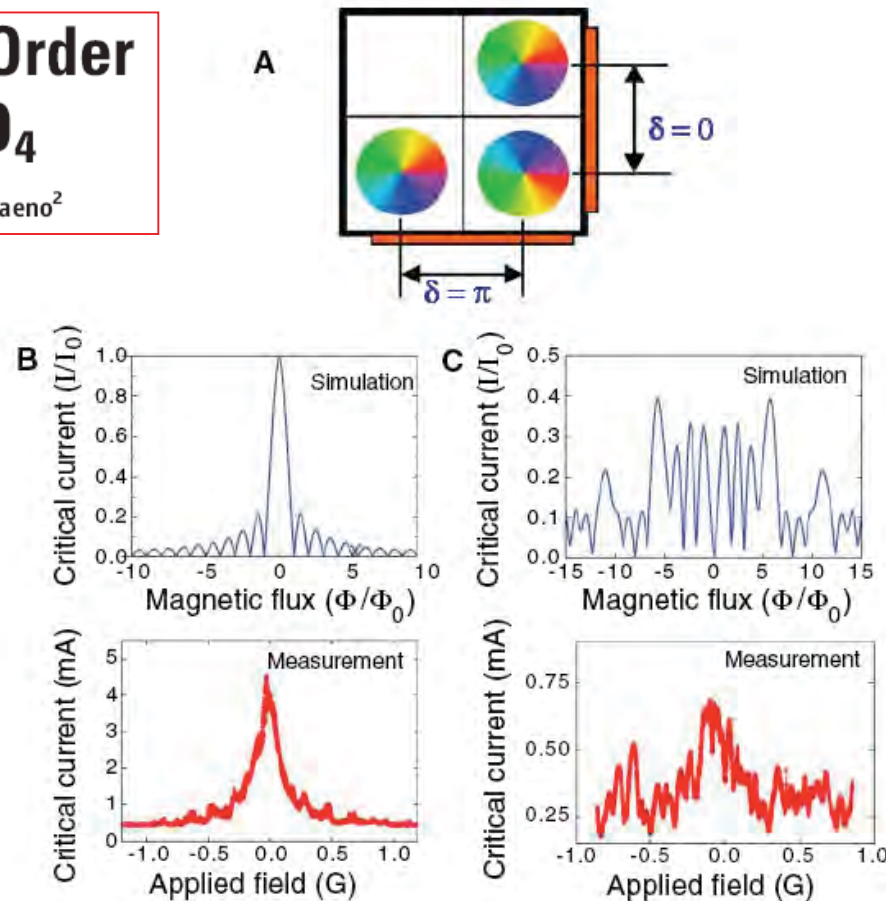 Order
O₄
aeno²
A
δ = 0
δ = π
B
Critical current (I/I₀)
1.0
0.8
0.6
0.4
0.2
0.0
Simulation
-10
-5
0
5
10
Magnetic flux (Φ/Φ₀)
Critical current (mA)
5
4
3
2
1
0
Measurement
-1.0
-0.5
0.0
0.5
1.0
Applied field (G)
C
Critical current (I/I₀)
0.5
0.4
0.3
0.2
0.1
0.0
Simulation
-15
-10
-5
0
5
10
15
Magnetic flux (Φ/Φ₀)
Critical current (mA)
0.75
0.50
0.25
Measurement
-1.0
-0.5
0.0
0.5
1.0
Applied field (G)